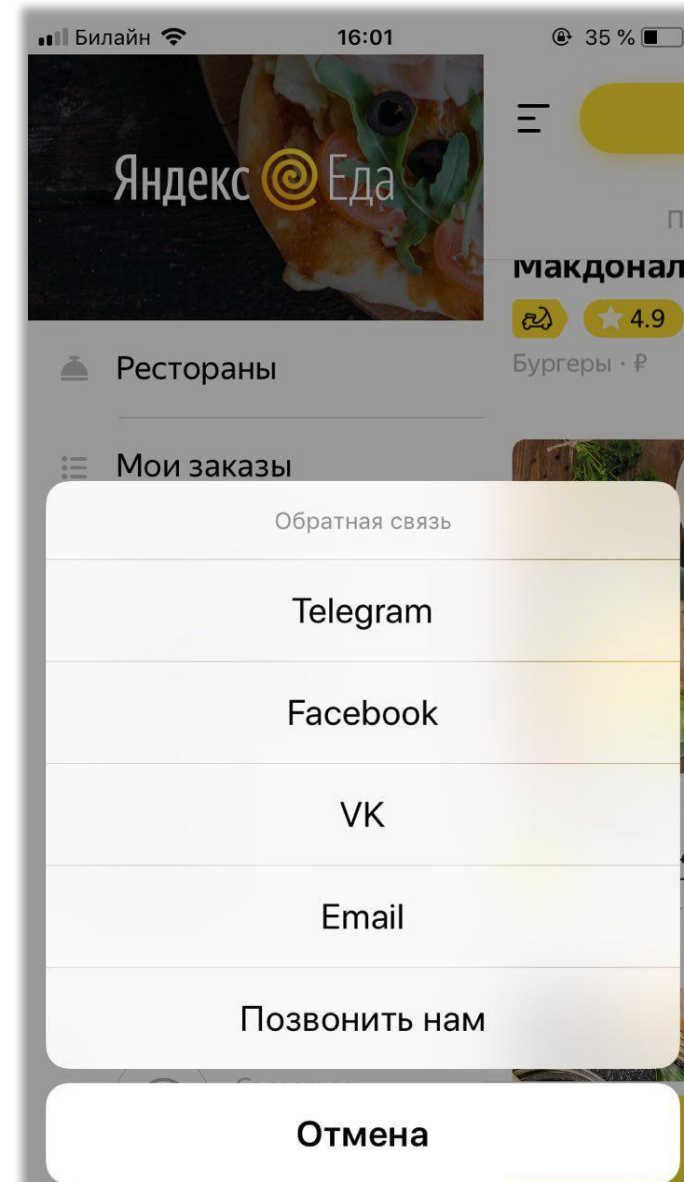 Билайн 16:01 35 %
Яндекс Еда
Рестораны
Мои заказы
Макдонал
4.9
Бургеры · ₽
Обратная связь
Telegram
Facebook
VK
Email
Позвонить нам
Отмена